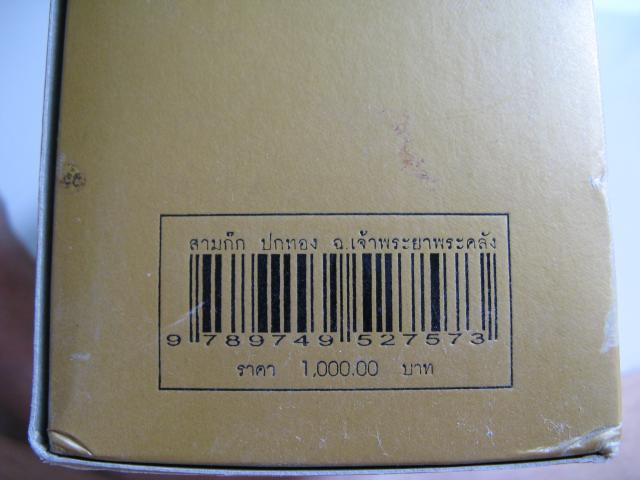 สามก๊ก ปกทอง ฉ.เจ้าพระยาพระคลัง
9 789749 527573
ราคา 1,000.00 บาท